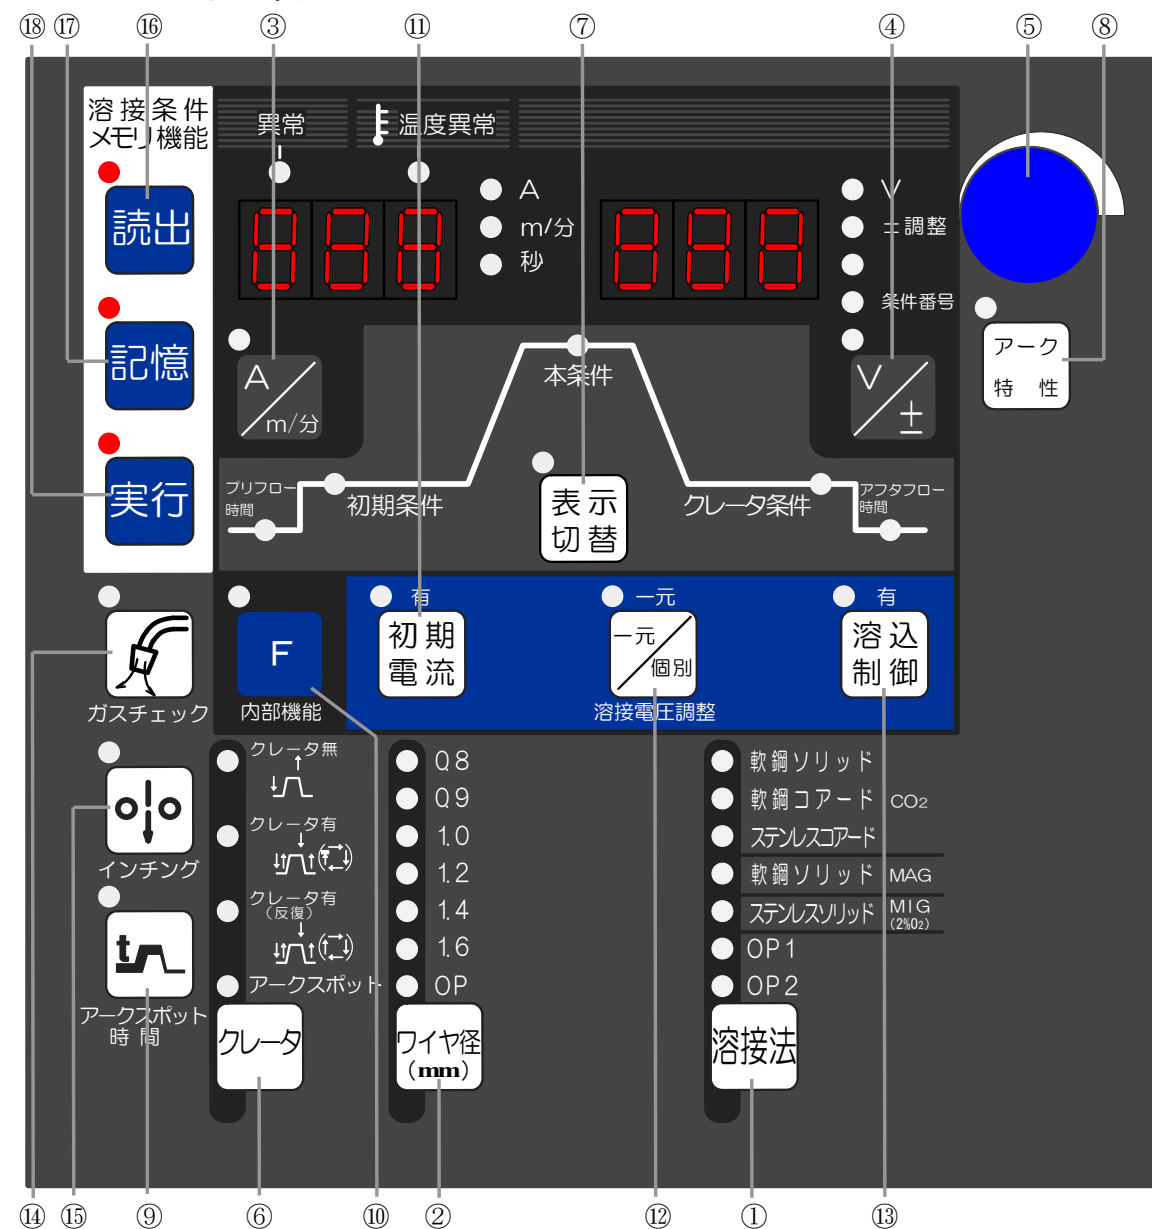 ⑱ ⑰ ⑯ ③ ⑪ ⑦ ④ ⑤ ⑧
溶接条件
メモリ機能
異常
温度異常
読出
A
m/分
秒
V
±調整
条件番号
記憶
A
m/分
本条件
V
±
アーク
特 性
実行
プリフロー
時間
初期条件
表示
切替
クレータ条件
アフタフロー
時間
有
一元
有
F
初期
電流
一元
個別
溶込
制御
ガスチェック
内部機能
溶接電圧調整
クレータ無
クレータ有
クレータ有
(反復)
アークスポット
クレータ
0.8
0.9
1.0
1.2
1.4
1.6
OP
ワイヤ径
(mm)
軟鋼ソリッド
軟鋼コアード CO2
ステンレスコアード
軟鋼ソリッド MAG
ステンレスソリッド MIG
(2%O2)
OP1
OP2
溶接法
インチング
t
アークスポット
時間
⑭ ⑮ ⑨ ⑥ ⑩ ② ⑫ ① ⑬